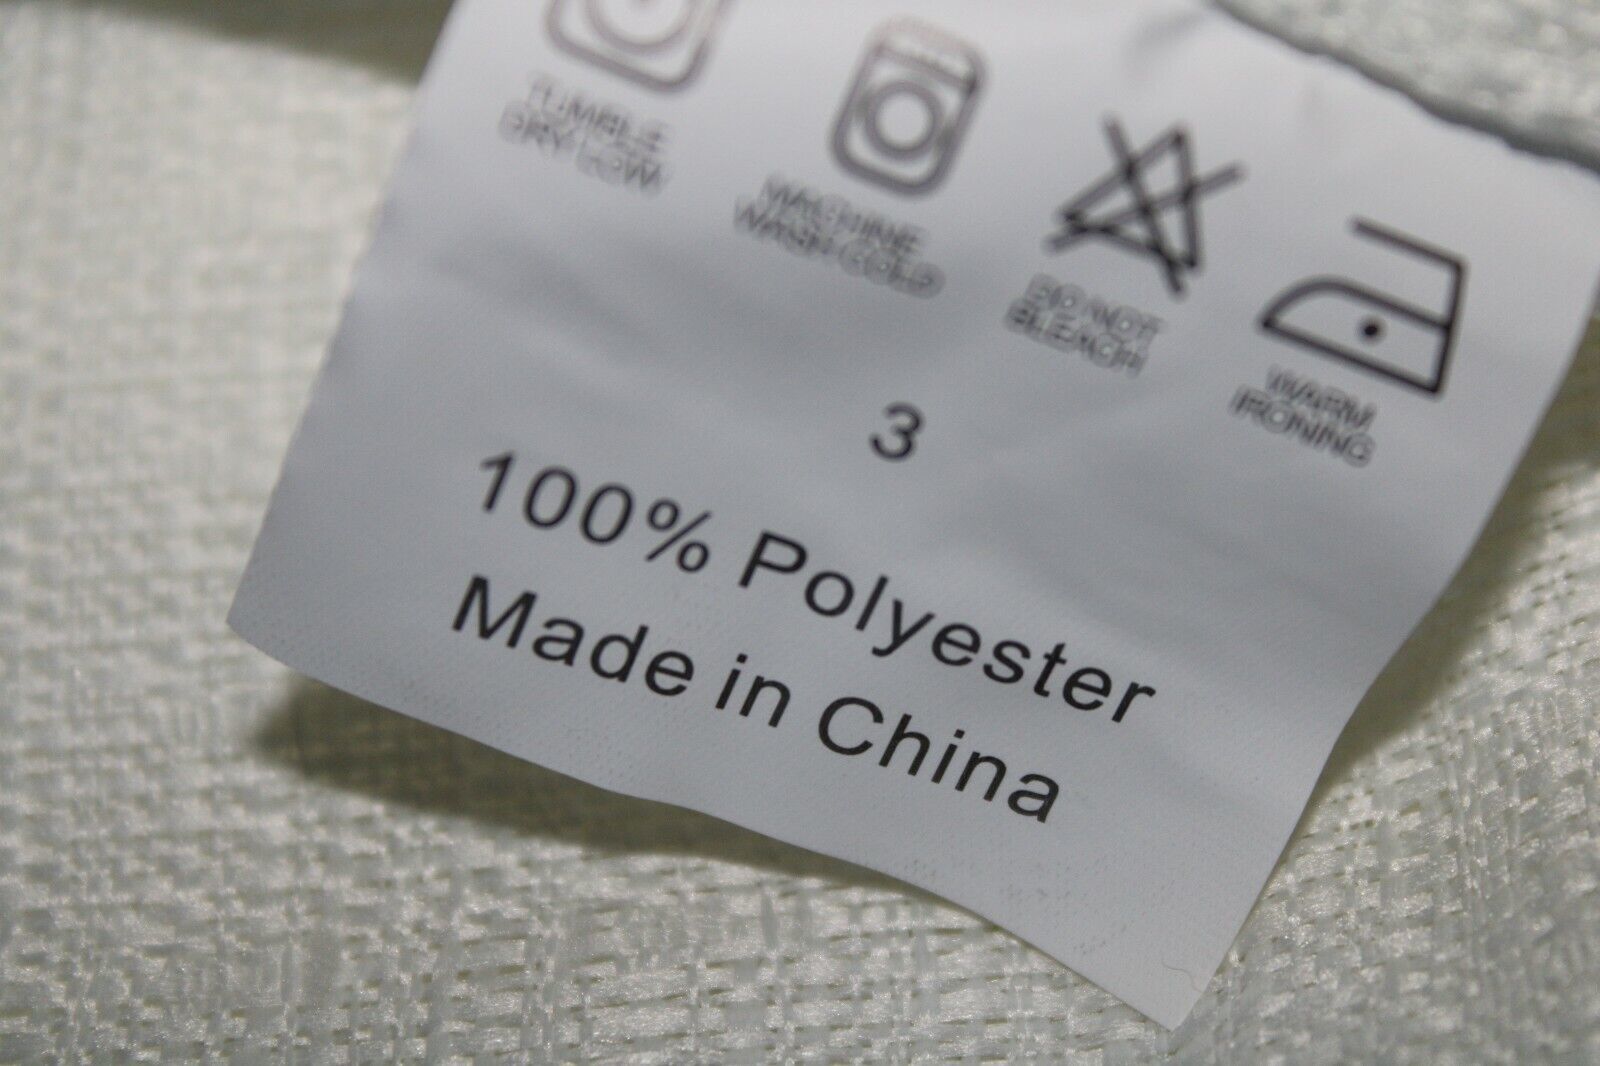 TUMBLE
DRY LOW
MACHINE
WASH COLD
DO NOT
BLEACH
WARM
IRONING
3
100% Polyester
Made in China